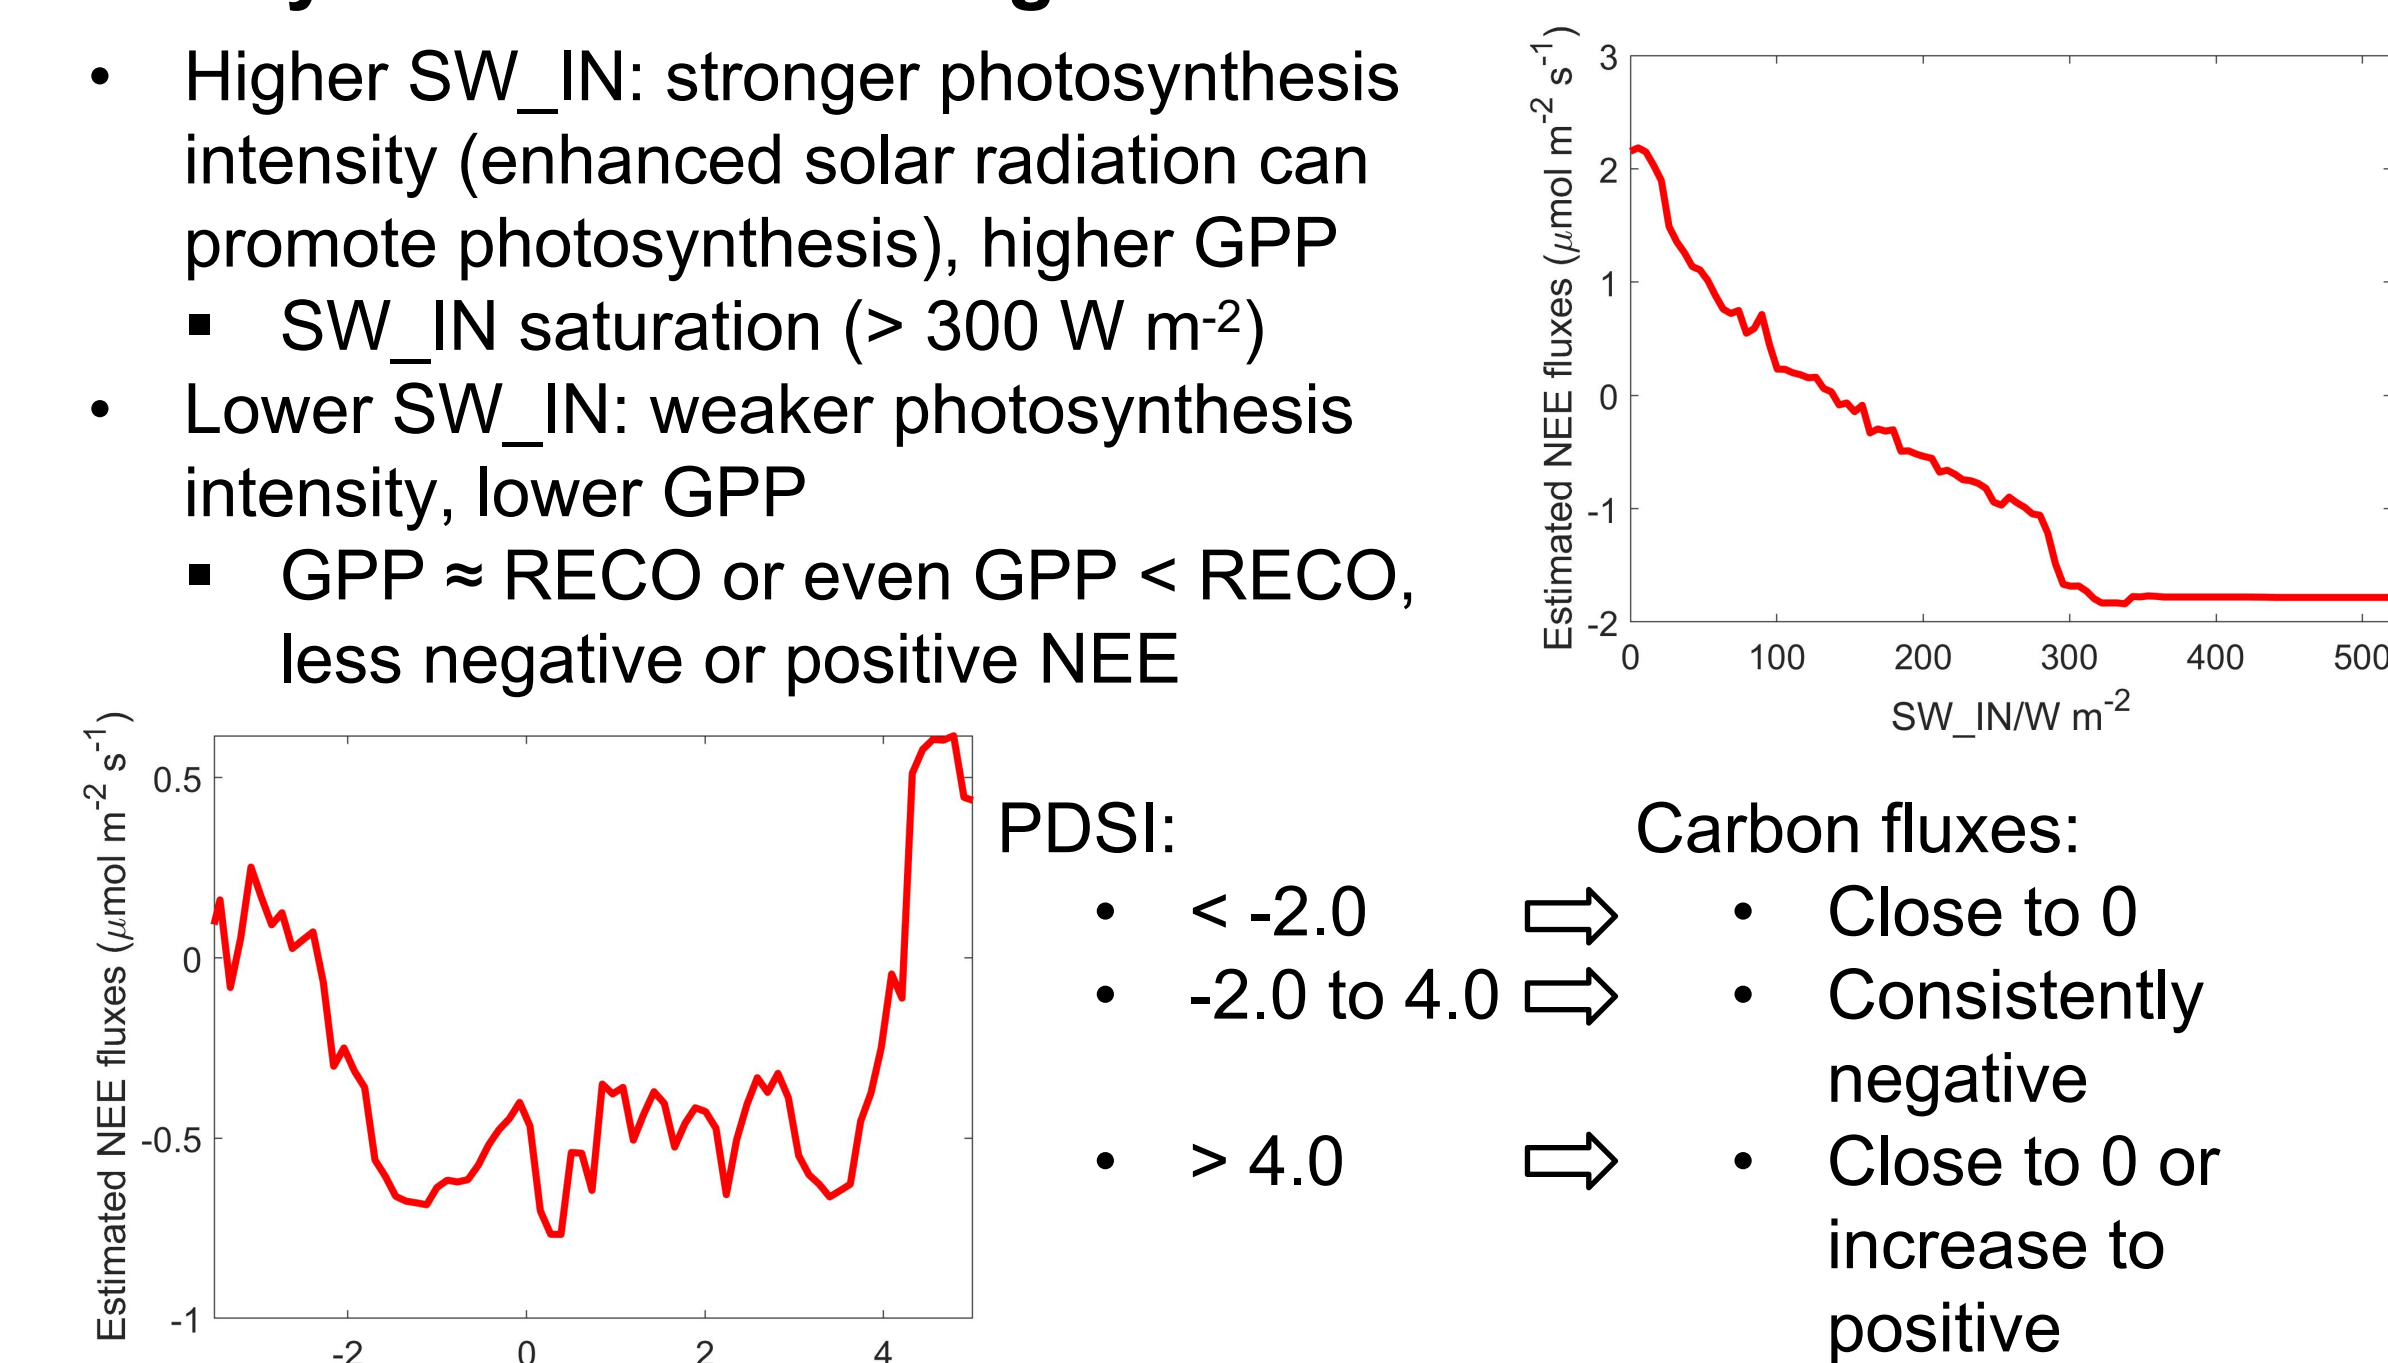 • Higher SW_IN: stronger photosynthesis
intensity (enhanced solar radiation can
promote photosynthesis), higher GPP
▪ SW_IN saturation (> 300 W m-2)
• Lower SW_IN: weaker photosynthesis
intensity, lower GPP
▪ GPP ≈ RECO or even GPP < RECO,
less negative or positive NEE
Estimated NEE fluxes (μmol m-2 s-1)
3
2
1
0
-1
-2
0 100 200 300 400 500
SW_IN/W m-2
Estimated NEE fluxes (μmol m-2 s-1)
0.5
0
-0.5
-1
-2 0 2 4
PDSI:
• < -2.0
• -2.0 to 4.0
• > 4.0
Carbon fluxes:
• Close to 0
• Consistently
negative
• Close to 0 or
increase to
positive